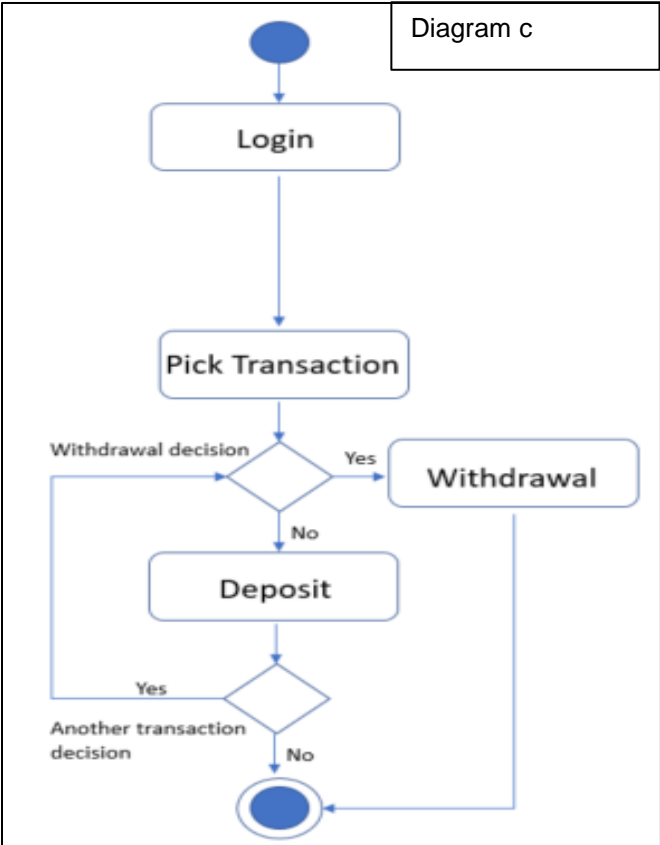 Diagram c
Login
Pick Transaction
Withdrawal decision
Yes
Withdrawal
No
Deposit
Yes
Another transaction
decision
No